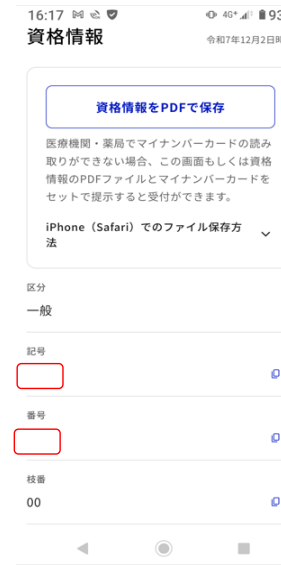 16:17
4G+ 93
資格情報
令和7年12月2日時
資格情報をPDFで保存
医療機関・薬局でマイナンバーカードの読み
取りができない場合、この画面もしくは資格
情報のPDFファイルとマイナンバーカードを
セットで提示すると受付ができます。
iPhone（Safari）でのファイル保存方
法
区分
一般
記号
番号
枝番
00